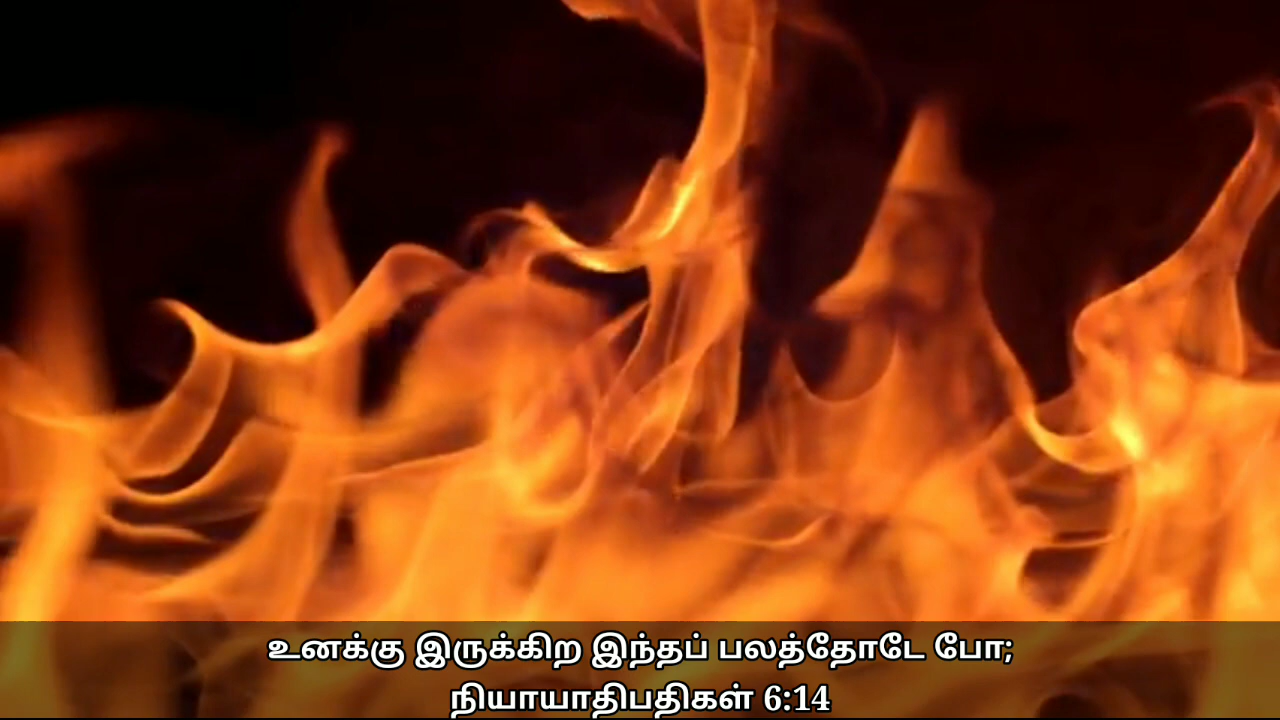 உனக்கு இருக்கிற இந்தப் பலத்தோடே போ;
நியாயாதிபதிகள் 6:14